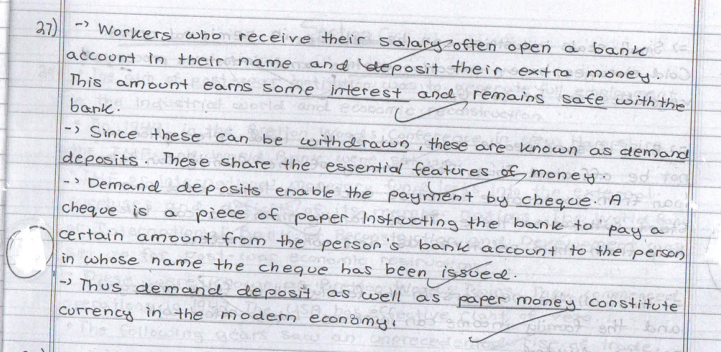 27) -> Workers who receive their salary often open a bank
account in their name and deposit their extra money.
This amount earns some interest and remains safe with the
bank.
-> Since these can be withdrawn, these are known as demand
deposits. These share the essential features of money.
-> Demand deposits enable the payment by cheque. A
cheque is a piece of paper Instructing the bank to pay a
certain amount from the person's bank account to the person
in whose name the cheque has been issued.
-> Thus demand deposit as well as paper money constitute
currency in the modern economy.